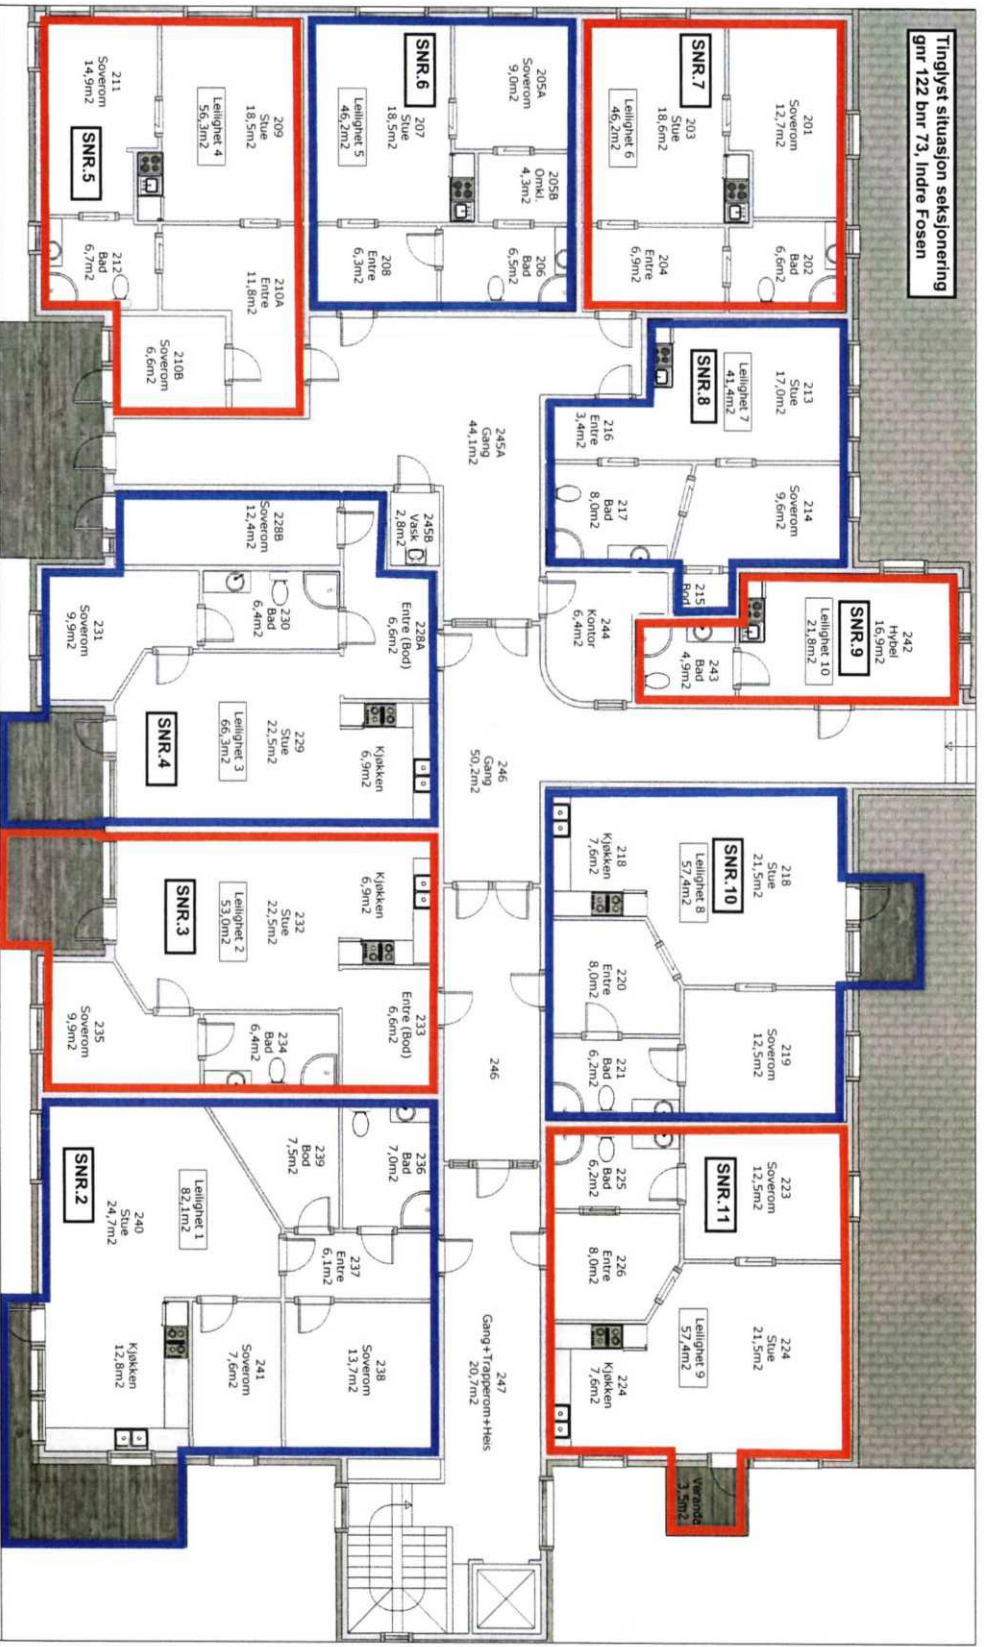 Tinglyst situasjon seksjonering
gnr 122 bnr 73, Indre Fosen
SNR.7
201
Soverom
12,7m2
203
Stue
18,6m2
Leilighet 6
46,2m2
202
Bad
6,6m2
204
Entre
6,9m2
SNR.6
205A
Soverom
9,0m2
205B
Omkl.
4,3m2
207
Stue
18,5m2
Leilighet 5
46,2m2
206
Bad
6,5m2
208
Entre
6,3m2
209
Stue
18,5m2
Leilighet 4
56,3m2
211
Soverom
14,9m2
SNR.5
212
Bad
6,7m2
210A
Entre
11,8m2
210B
Soverom
6,6m2
213
Stue
17,0m2
Leilighet 7
41,4m2
SNR.8
216
Entre
3,4m2
214
Soverom
9,6m2
217
Bad
8,0m2
215
Bod
245A
Gang
44,1m2
245B
Vask
2,8m2
228B
Soverom
12,4m2
242
Hybel
16,9m2
SNR.9
Leilighet 10
21,8m2
243
Bad
4,9m2
244
Kontor
6,4m2
228A
Entre (Bod)
6,6m2
230
Bad
6,4m2
231
Soverom
9,9m2
229
Stue
22,5m2
Leilighet 3
66,3m2
SNR.4
Kjøkken
6,9m2
246
Gang
50,2m2
218
Stue
21,5m2
SNR.10
Leilighet 8
57,4m2
218
Kjøkken
7,6m2
220
Entre
8,0m2
219
Soverom
12,5m2
221
Bad
6,2m2
Kjøkken
6,9m2
232
Stue
22,5m2
Leilighet 2
53,0m2
SNR.3
233
Entre (Bod)
6,6m2
234
Bad
6,4m2
235
Soverom
9,9m2
246
223
Soverom
12,5m2
SNR.11
225
Bad
6,2m2
226
Entre
8,0m2
224
Stue
21,5m2
Leilighet 9
57,4m2
224
Kjøkken
7,6m2
Veranda
3,5m2
236
Bad
7,0m2
239
Bod
7,5m2
Leilighet 1
82,1m2
SNR.2
240
Stue
24,7m2
237
Entre
6,1m2
238
Soverom
13,7m2
241
Soverom
7,6m2
Kjøkken
12,8m2
247
Gang+Trapperom+Heis
20,7m2